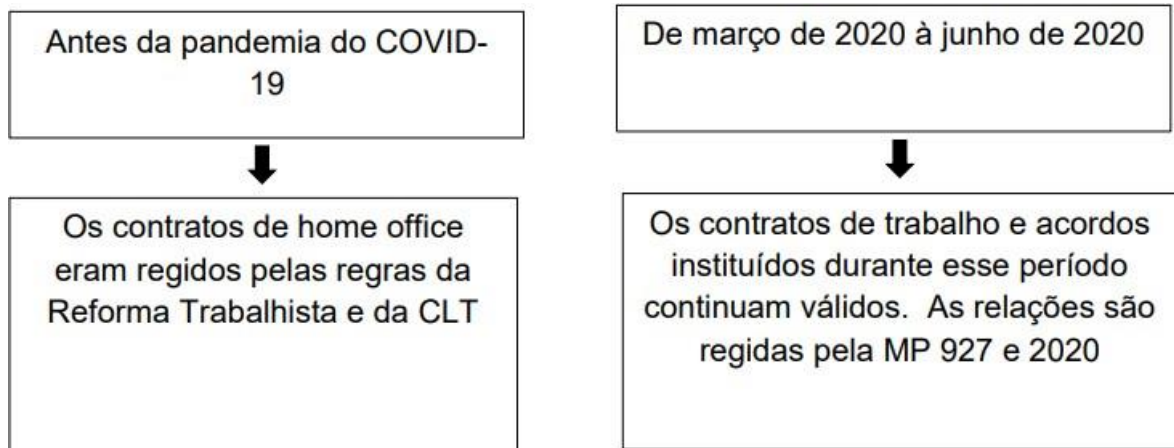 Antes da pandemia do COVID-
19
De março de 2020 à junho de 2020
Os contratos de home office
eram regidos pelas regras da
Reforma Trabalhista e da CLT
Os contratos de trabalho e acordos
instituídos durante esse período
continuam válidos.  As relações são
regidas pela MP 927 e 2020